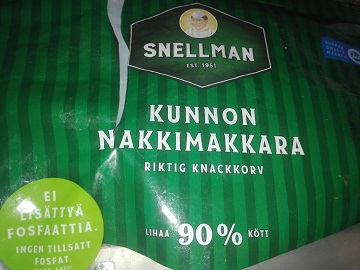 SNELLMAN
EST. 1951
KUNNON
NAKKIMAKKARA
RIKTIG KNACKKORV
LIHAA 90% KÖTT
EI
LISÄTTYÄ
FOSFAATTIA.
INGEN TILLSATT
FOSFAT.